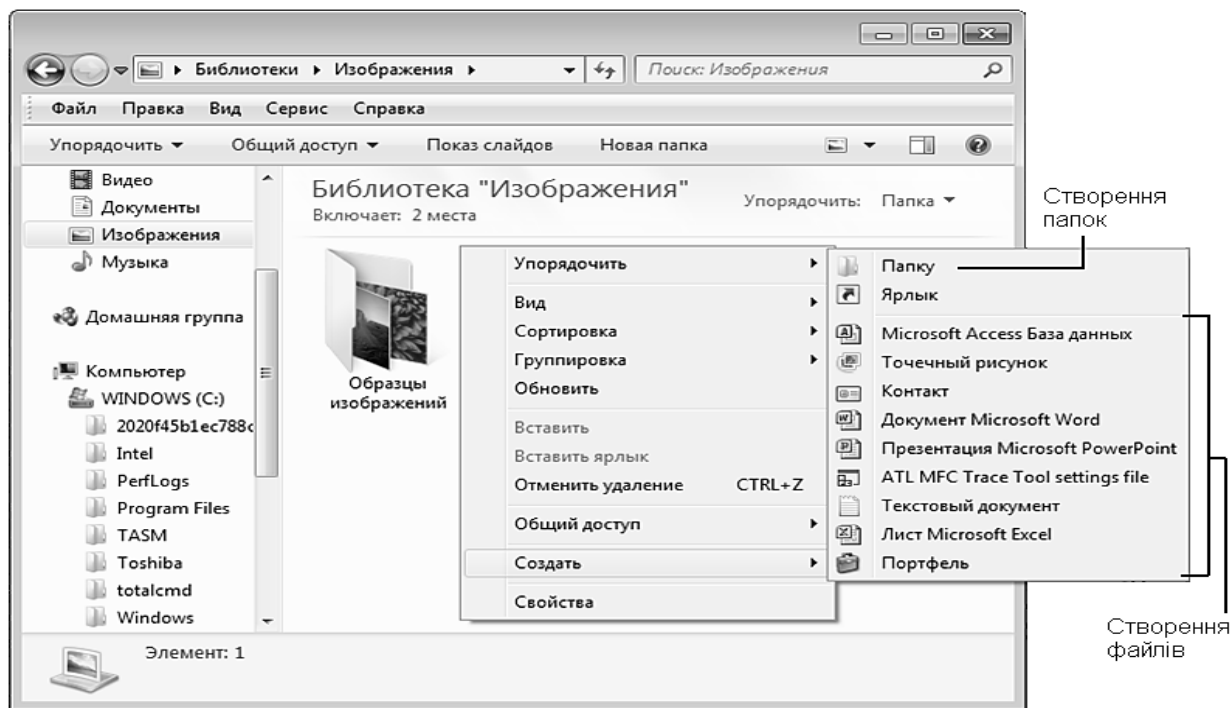 Библиотеки
Изображения
Поиск: Изображения
Файл Правка Вид Сервис Справка
Упорядочить Общий доступ Показ слайдов Новая папка
Видео
Документы
Изображения
Музыка
Домашняя группа
Компьютер
WINDOWS (C:)
2020f45b1ec788c
Intel
PerfLogs
Program Files
TASM
Toshiba
totalcmd
Windows
Библиотека "Изображения"
Включает: 2 места
Упорядочить: Папка
Образцы
изображений
Упорядочить
Вид
Сортировка
Группировка
Обновить
Вставить
Вставить ярлык
Отменить удаление CTRL+Z
Общий доступ
Создать
Свойства
Папку
Ярлык
Microsoft Access База данных
Точечный рисунок
Контакт
Документ Microsoft Word
Презентация Microsoft PowerPoint
ATL MFC Trace Tool settings file
Текстовый документ
Лист Microsoft Excel
Портфель
Створення
папок
Створення
файлів
Элемент: 1